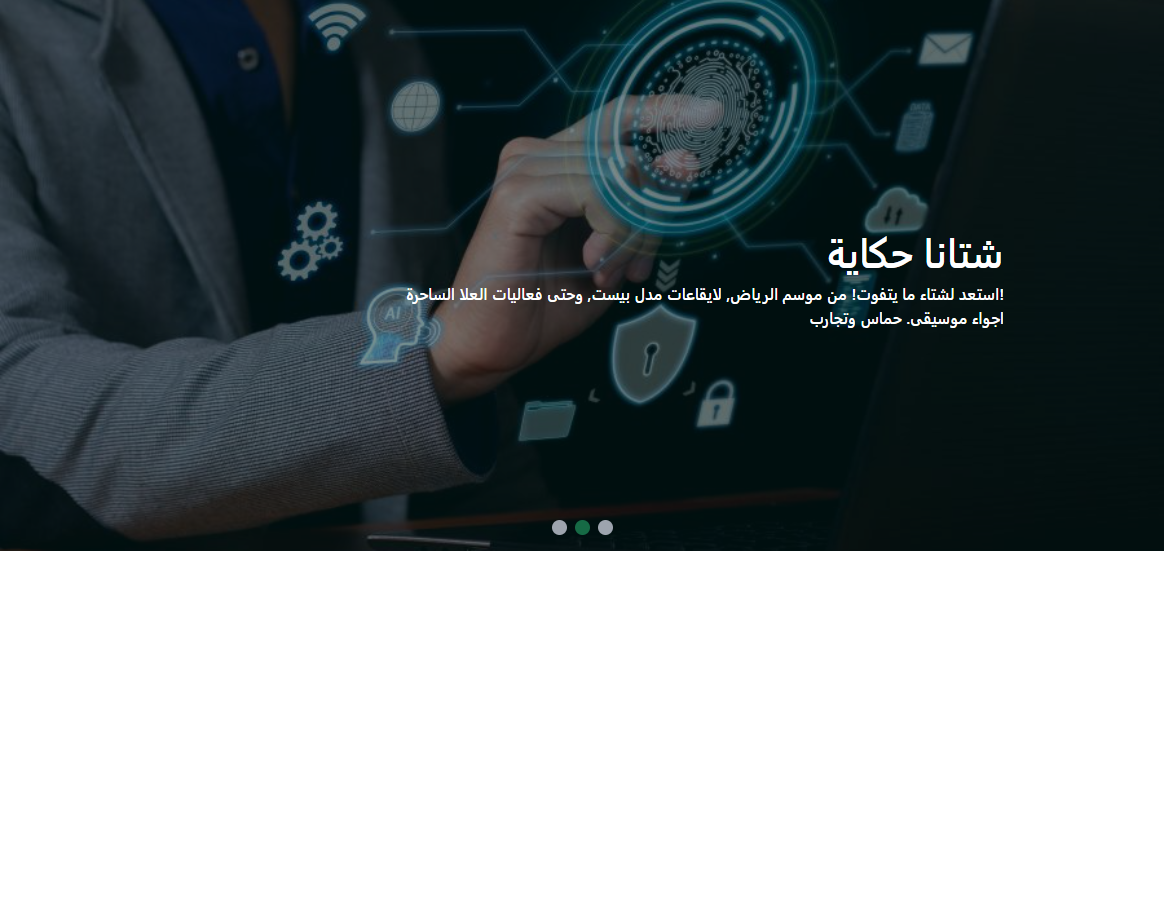 شتانا حكاية
!استعد لشتاء ما يتفوت! من موسم الرياض, لايقاعات مدل بيست, وحتى فعاليات العلا الساحرة
اجواء موسيقى. حماس وتجارب
DATA
AI